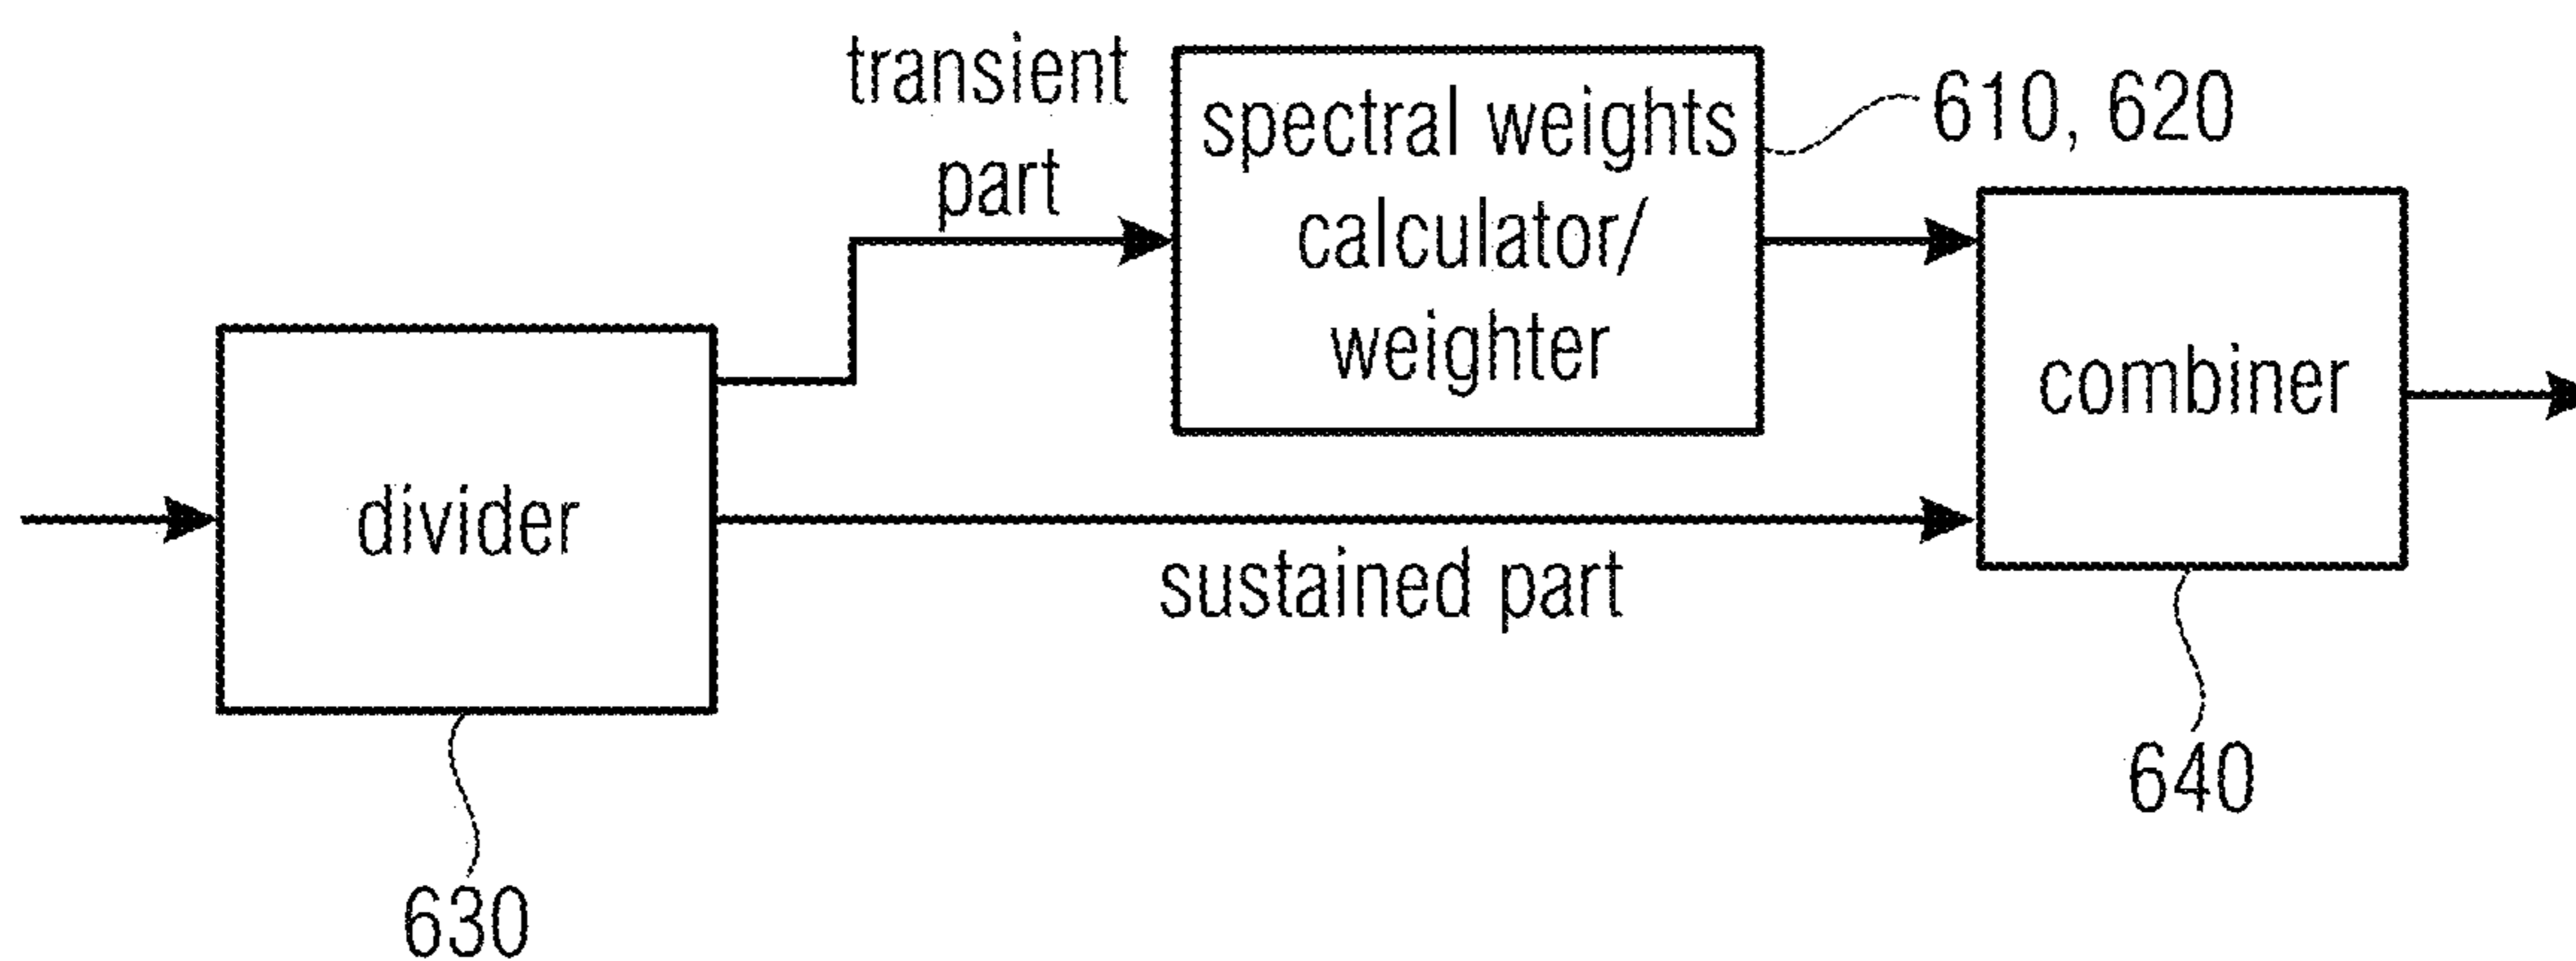 transient
part
spectral weights
calculator/
weighter
610, 620
divider
combiner
sustained part
630
640